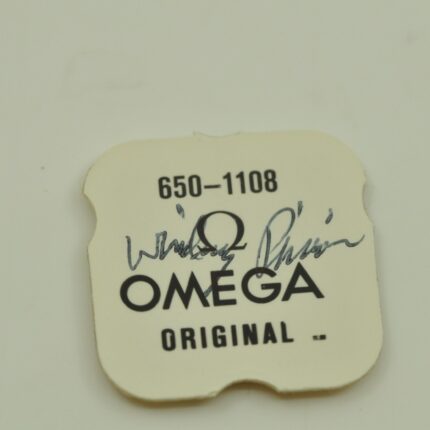 650-1108
Ω
Winding Pinion
OMEGA
ORIGINAL